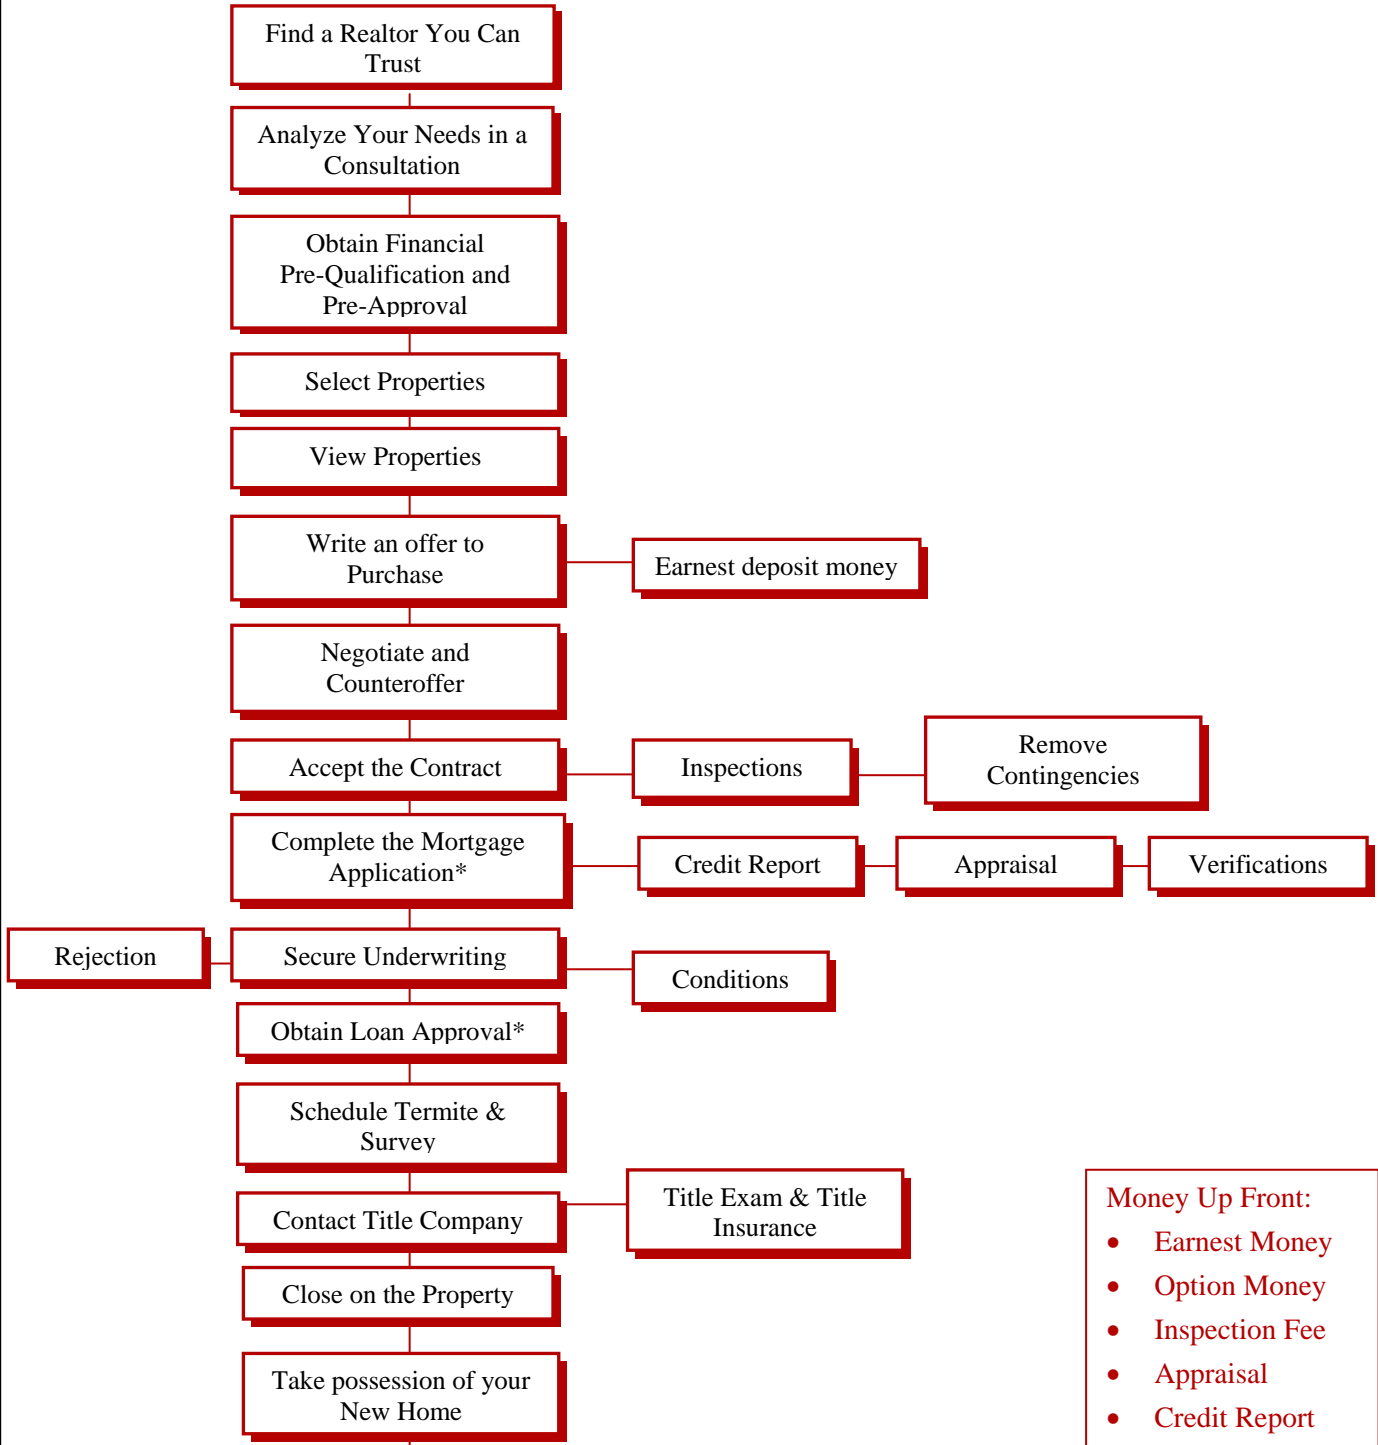 Find a Realtor You Can
Trust
Analyze Your Needs in a
Consultation
Obtain Financial
Pre-Qualification and
Pre-Approval
Select Properties
View Properties
Write an offer to
Purchase
Earnest deposit money
Negotiate and
Counteroffer
Accept the Contract
Inspections
Remove
Contingencies
Complete the Mortgage
Application*
Credit Report
Appraisal
Verifications
Rejection
Secure Underwriting
Conditions
Obtain Loan Approval*
Schedule Termite &
Survey
Contact Title Company
Title Exam & Title
Insurance
Close on the Property
Take possession of your
New Home
Money Up Front:
• Earnest Money
• Option Money
• Inspection Fee
• Appraisal
• Credit Report